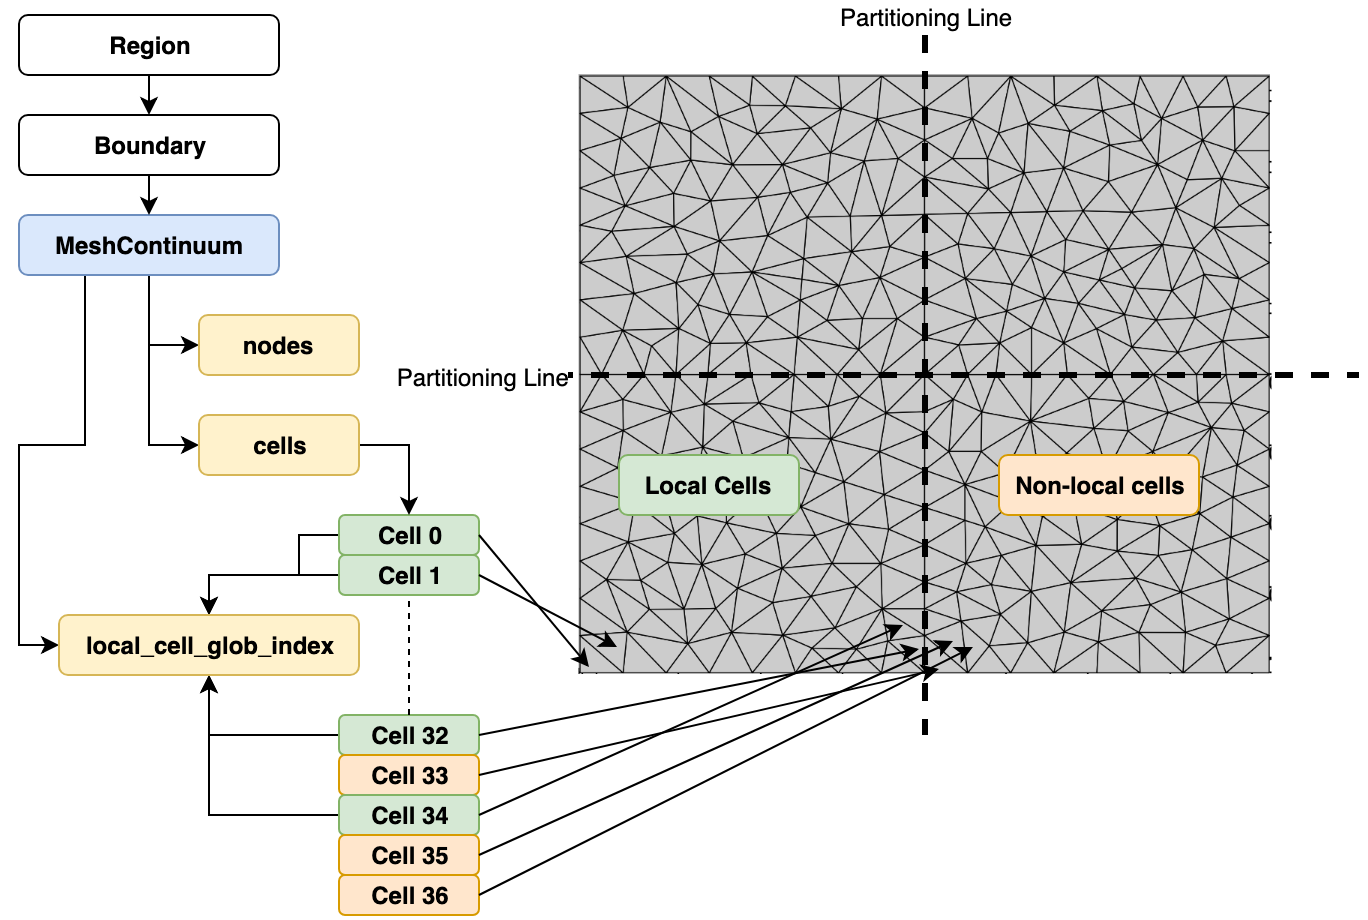 Partitioning Line
Region
Boundary
MeshContinuum
nodes
Partitioning Line
cells
Local Cells
Non-local cells
Cell 0
Cell 1
local_cell_glob_index
Cell 32
Cell 33
Cell 34
Cell 35
Cell 36